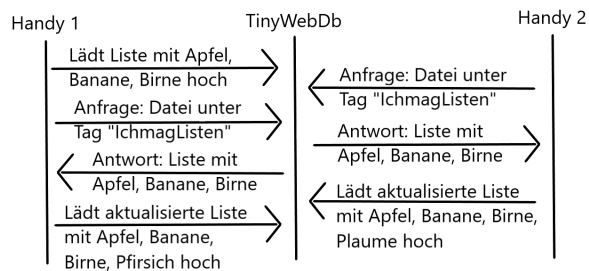 Handy 1
TinyWebDb
Handy 2
Lädt Liste mit Apfel,
Banane, Birne hoch
Anfrage: Datei unter
Tag "IchmagListen"
Anfrage: Datei unter
Tag "IchmagListen"
Antwort: Liste mit
Apfel, Banane, Birne
Antwort: Liste mit
Apfel, Banane, Birne
Lädt aktualisierte Liste
mit Apfel, Banane, Birne,
Plaume hoch
Lädt aktualisierte Liste
mit Apfel, Banane,
Birne, Pfirsich hoch